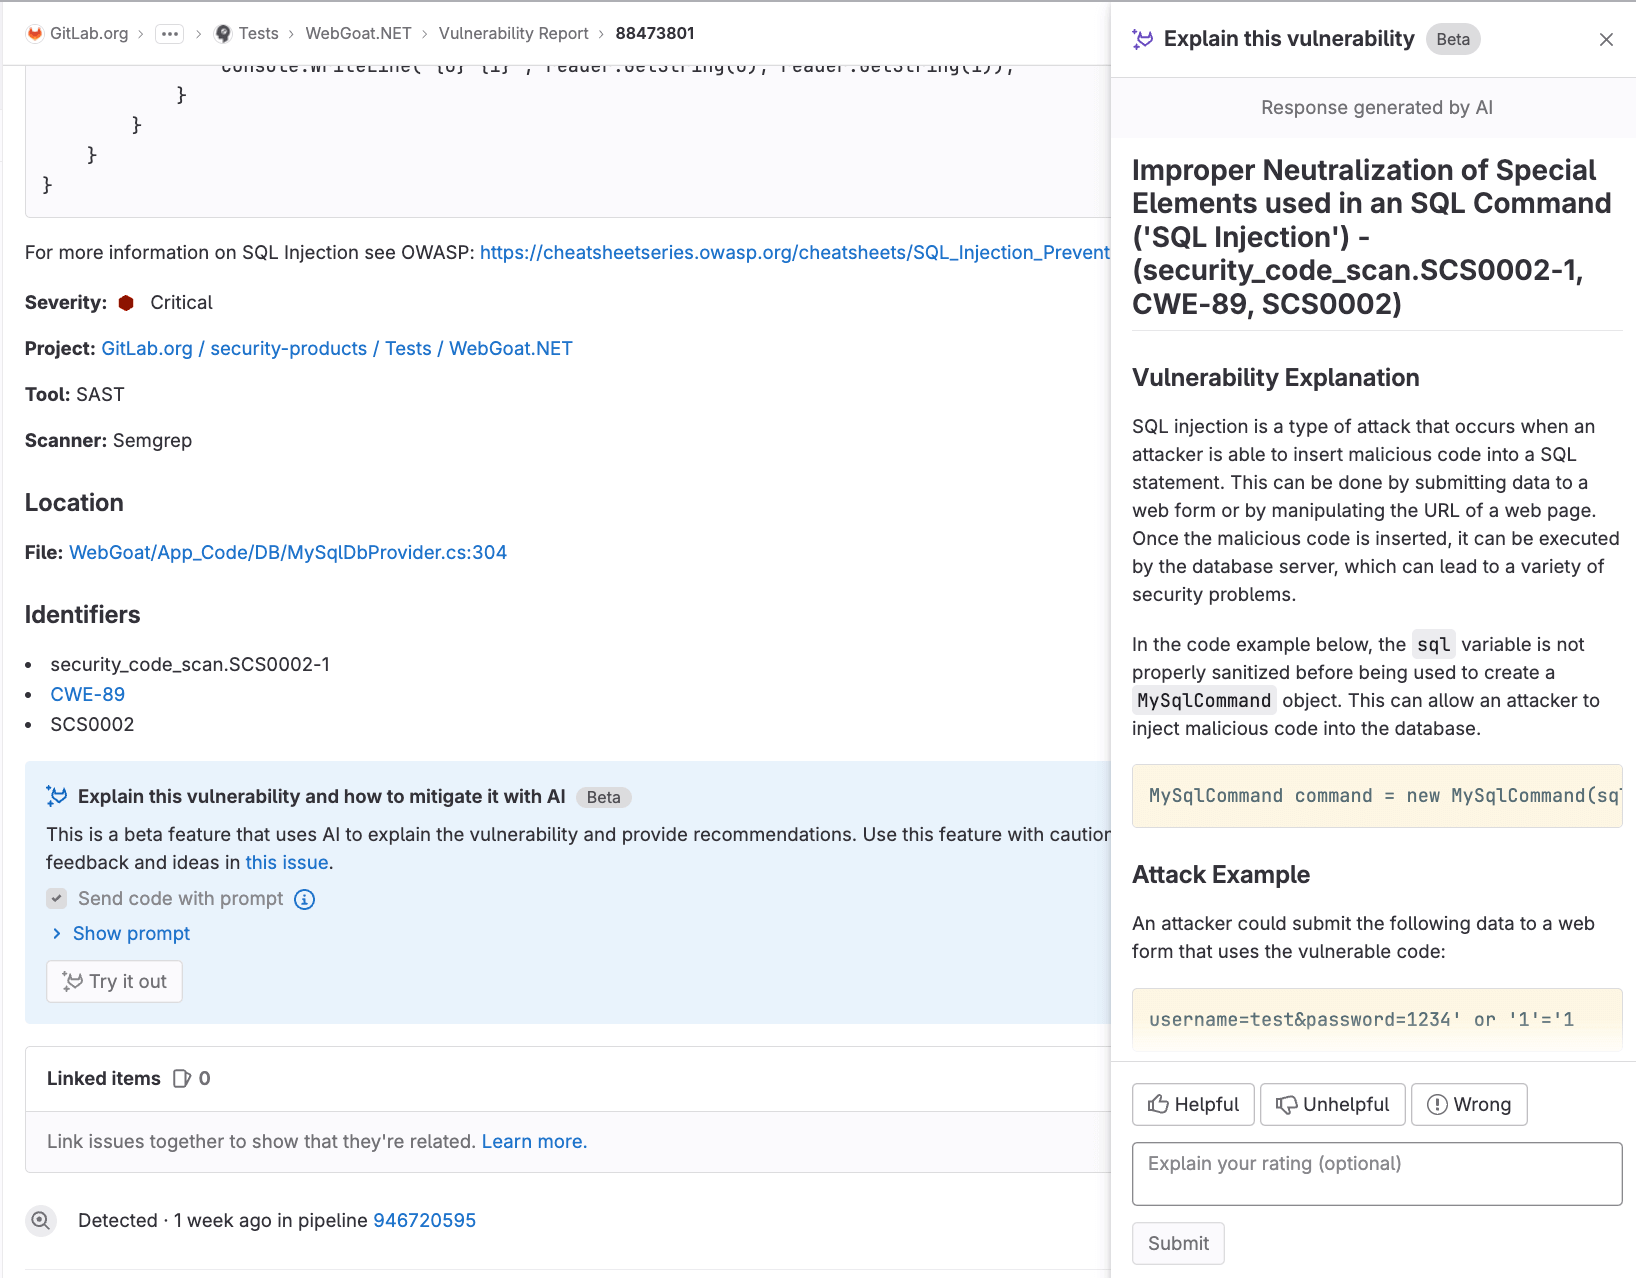 GitLab.org > ... > Tests > WebGoat.NET > Vulnerability Report > 88473801
Console.WriteLine("{0} {1}", reader.GetString(0), reader.GetString(1));
}
}
}
}
For more information on SQL Injection see OWASP: https://cheatsheetseries.owasp.org/cheatsheets/SQL_Injection_Prevent
Severity: Critical
Project: GitLab.org / security-products / Tests / WebGoat.NET
Tool: SAST
Scanner: Semgrep
Location
File: WebGoat/App_Code/DB/MySqlDbProvider.cs:304
Identifiers
• security_code_scan.SCS0002-1
• CWE-89
• SCS0002
Explain this vulnerability and how to mitigate it with AI Beta
This is a beta feature that uses AI to explain the vulnerability and provide recommendations. Use this feature with caution
feedback and ideas in this issue.
Send code with prompt
Show prompt
Try it out
Linked items 0
Link issues together to show that they're related. Learn more.
Detected · 1 week ago in pipeline 946720595
Explain this vulnerability Beta
Response generated by AI
Improper Neutralization of Special
Elements used in an SQL Command
('SQL Injection') -
(security_code_scan.SCS0002-1,
CWE-89, SCS0002)
Vulnerability Explanation
SQL injection is a type of attack that occurs when an
attacker is able to insert malicious code into a SQL
statement. This can be done by submitting data to a
web form or by manipulating the URL of a web page.
Once the malicious code is inserted, it can be executed
by the database server, which can lead to a variety of
security problems.
In the code example below, the sql variable is not
properly sanitized before being used to create a
MySqlCommand object. This can allow an attacker to
inject malicious code into the database.
MySqlCommand command = new MySqlCommand(sql
Attack Example
An attacker could submit the following data to a web
form that uses the vulnerable code:
username=test&password=1234' or '1'='1
Helpful
Unhelpful
Wrong
Explain your rating (optional)
Submit